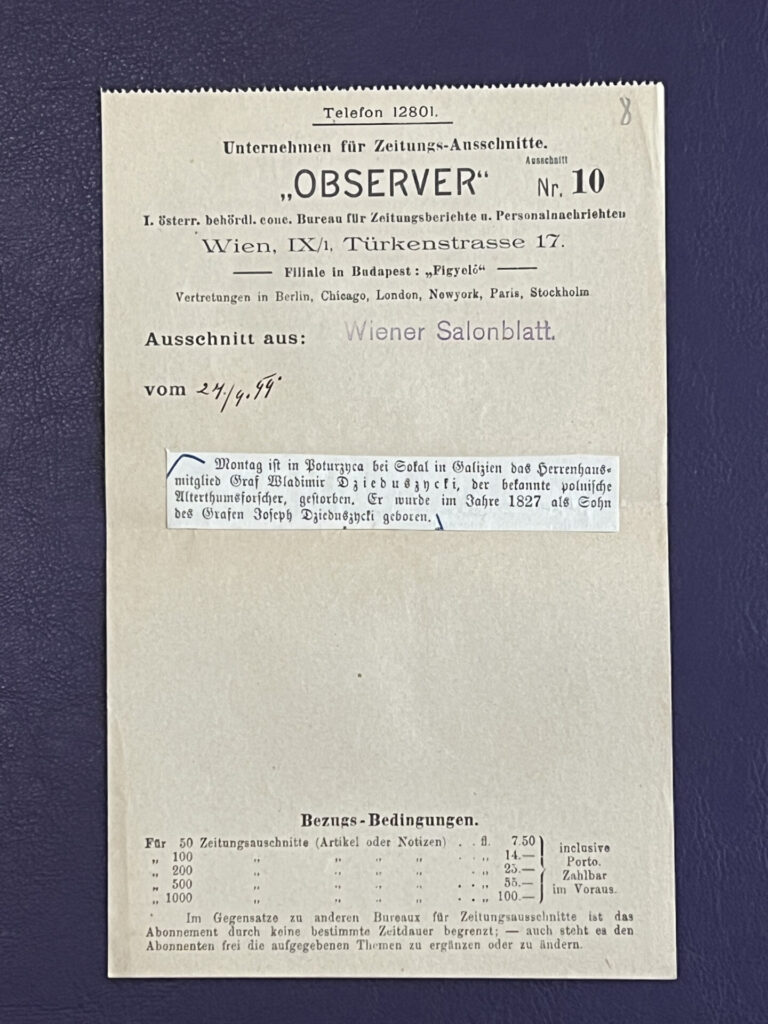 8
Telefon 12801.
Unternehmen für Zeitungs-Ausschnitte.
Ausschnitt
„OBSERVER“ Nr. 10
I. österr. behördl. conc. Bureau für Zeitungsberichte u. Personalnachrichten
Wien, IX/1, Türkenstrasse 17.
— Filiale in Budapest: „Figyelő“ —
Vertretungen in Berlin, Chicago, London, Newyork, Paris, Stockholm
Ausschnitt aus: Wiener Salonblatt.
vom 24./9. 99.
Montag ist in Poturzyca bei Sokal in Galizien das Herrenhaus-
mitglied Graf Wladimir Dzieduszycki, der bekannte polnische
Alterthumsforscher, gestorben. Er wurde im Jahre 1827 als Sohn
des Grafen Joseph Dzieduszycki geboren.
Bezugs-Bedingungen.
Für 50 Zeitungsauschnitte (Artikel oder Notizen) . . fl. 7.50
„ 100 „ „ „ „ . . „ 14.—
„ 200 „ „ „ „ . . „ 25.—
„ 500 „ „ „ „ . . „ 55.—
„ 1000 „ „ „ „ . . „ 100.—
inclusive
Porto.
Zahlbar
im Voraus.
Im Gegensatze zu anderen Bureaux für Zeitungsausschnitte ist das
Abonnement durch keine bestimmte Zeitdauer begrenzt; — auch steht es den
Abonnenten frei die aufgegebenen Themen zu ergänzen oder zu ändern.